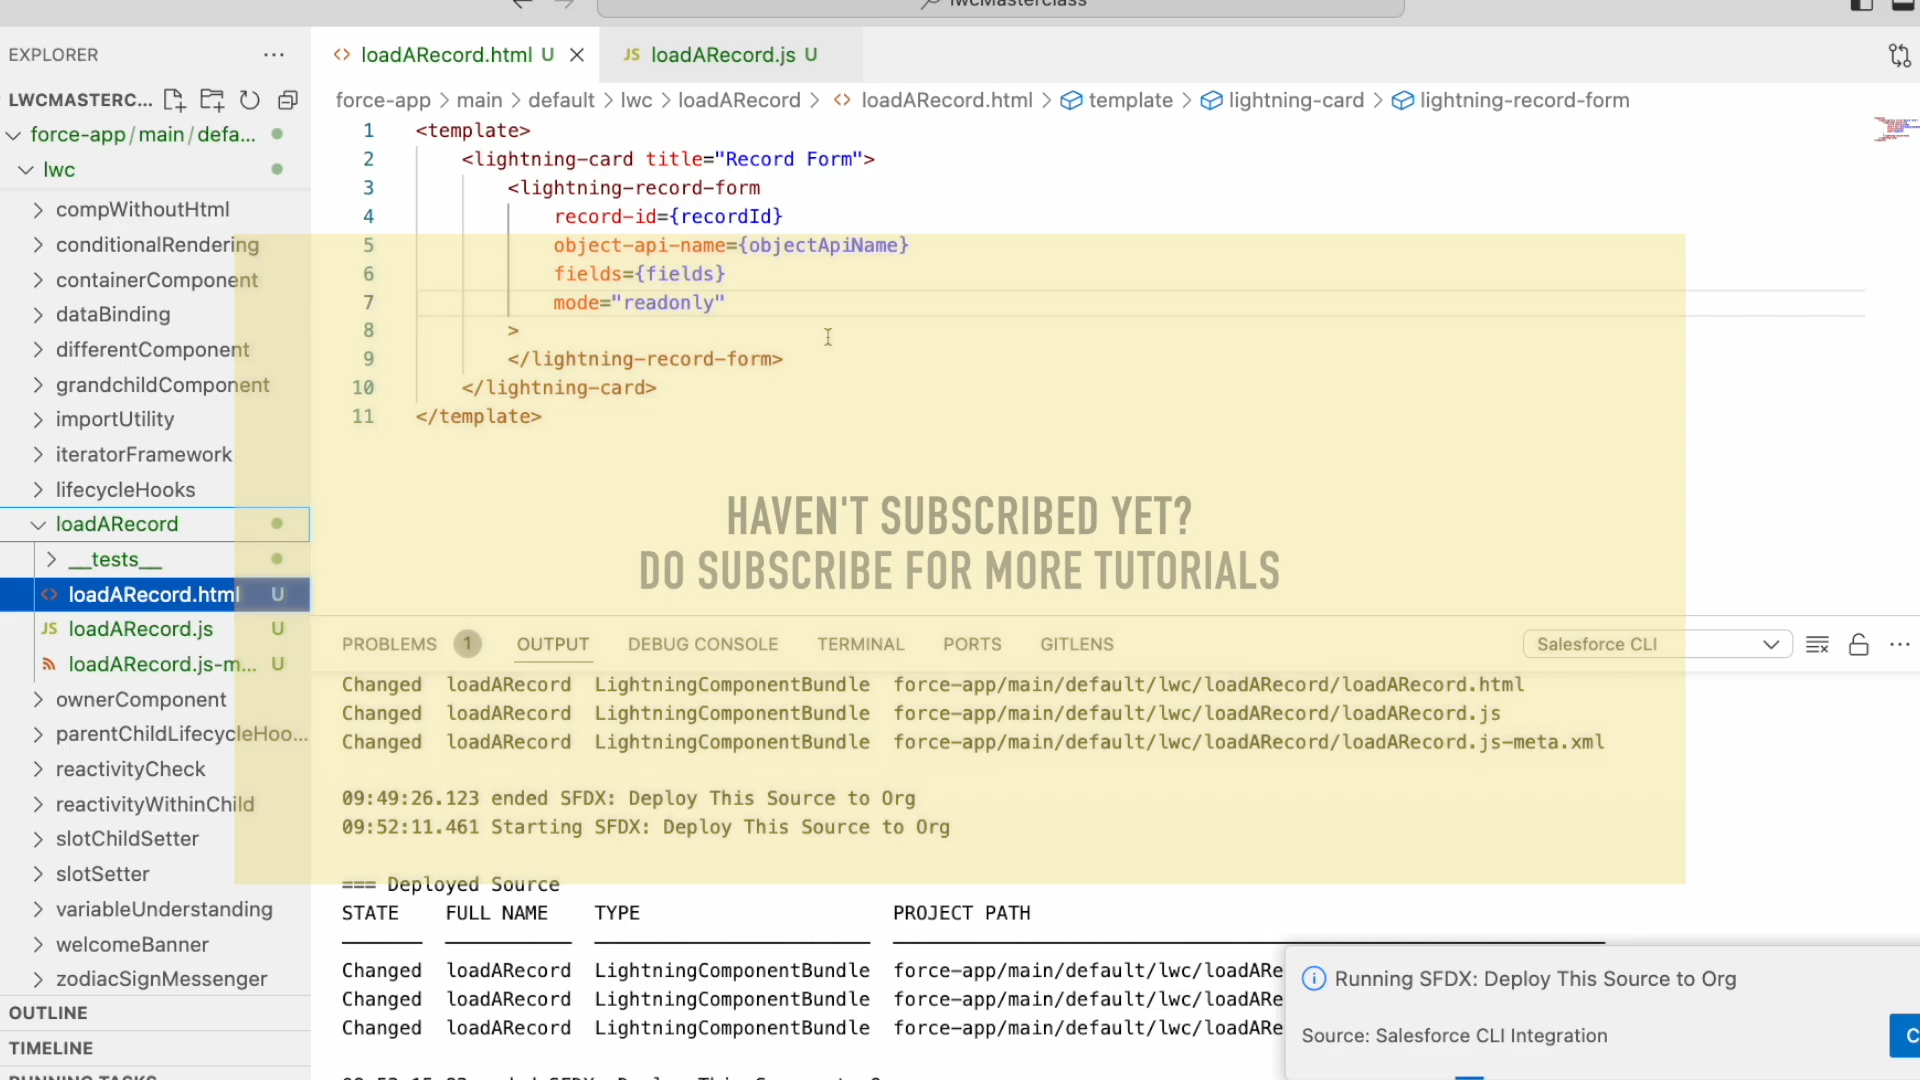 lwcMasterclass
EXPLORER
loadARecord.html U
JS loadARecord.js U
LWCMASTERC...
force-app > main > default > lwc > loadARecord > loadARecord.html > template > lightning-card > lightning-record-form
force-app/main/defa...
lwc
compWithoutHtml
conditionalRendering
containerComponent
dataBinding
differentComponent
grandchildComponent
importUtility
iteratorFramework
lifecycleHooks
loadARecord
__tests__
loadARecord.html U
JS loadARecord.js U
loadARecord.js-m... U
ownerComponent
parentChildLifecycleHoo...
reactivityCheck
reactivityWithinChild
slotChildSetter
slotSetter
variableUnderstanding
welcomeBanner
zodiacSignMessenger
OUTLINE
TIMELINE
RUNNING TASKS
1 <template>
2 <lightning-card title="Record Form">
3 <lightning-record-form
4 record-id={recordId}
5 object-api-name={objectApiName}
6 fields={fields}
7 mode="readonly"
8 >
9 </lightning-record-form>
10 </lightning-card>
11 </template>
HAVEN'T SUBSCRIBED YET?
DO SUBSCRIBE FOR MORE TUTORIALS
PROBLEMS 1 OUTPUT DEBUG CONSOLE TERMINAL PORTS GITLENS Salesforce CLI
Changed loadARecord LightningComponentBundle force-app/main/default/lwc/loadARecord/loadARecord.html
Changed loadARecord LightningComponentBundle force-app/main/default/lwc/loadARecord/loadARecord.js
Changed loadARecord LightningComponentBundle force-app/main/default/lwc/loadARecord/loadARecord.js-meta.xml
09:49:26.123 ended SFDX: Deploy This Source to Org
09:52:11.461 Starting SFDX: Deploy This Source to Org
=== Deployed Source
STATE FULL NAME TYPE PROJECT PATH
Changed loadARecord LightningComponentBundle force-app/main/default/lwc/loadARe
Changed loadARecord LightningComponentBundle force-app/main/default/lwc/loadARe
Changed loadARecord LightningComponentBundle force-app/main/default/lwc/loadARe
Running SFDX: Deploy This Source to Org
Source: Salesforce CLI Integration